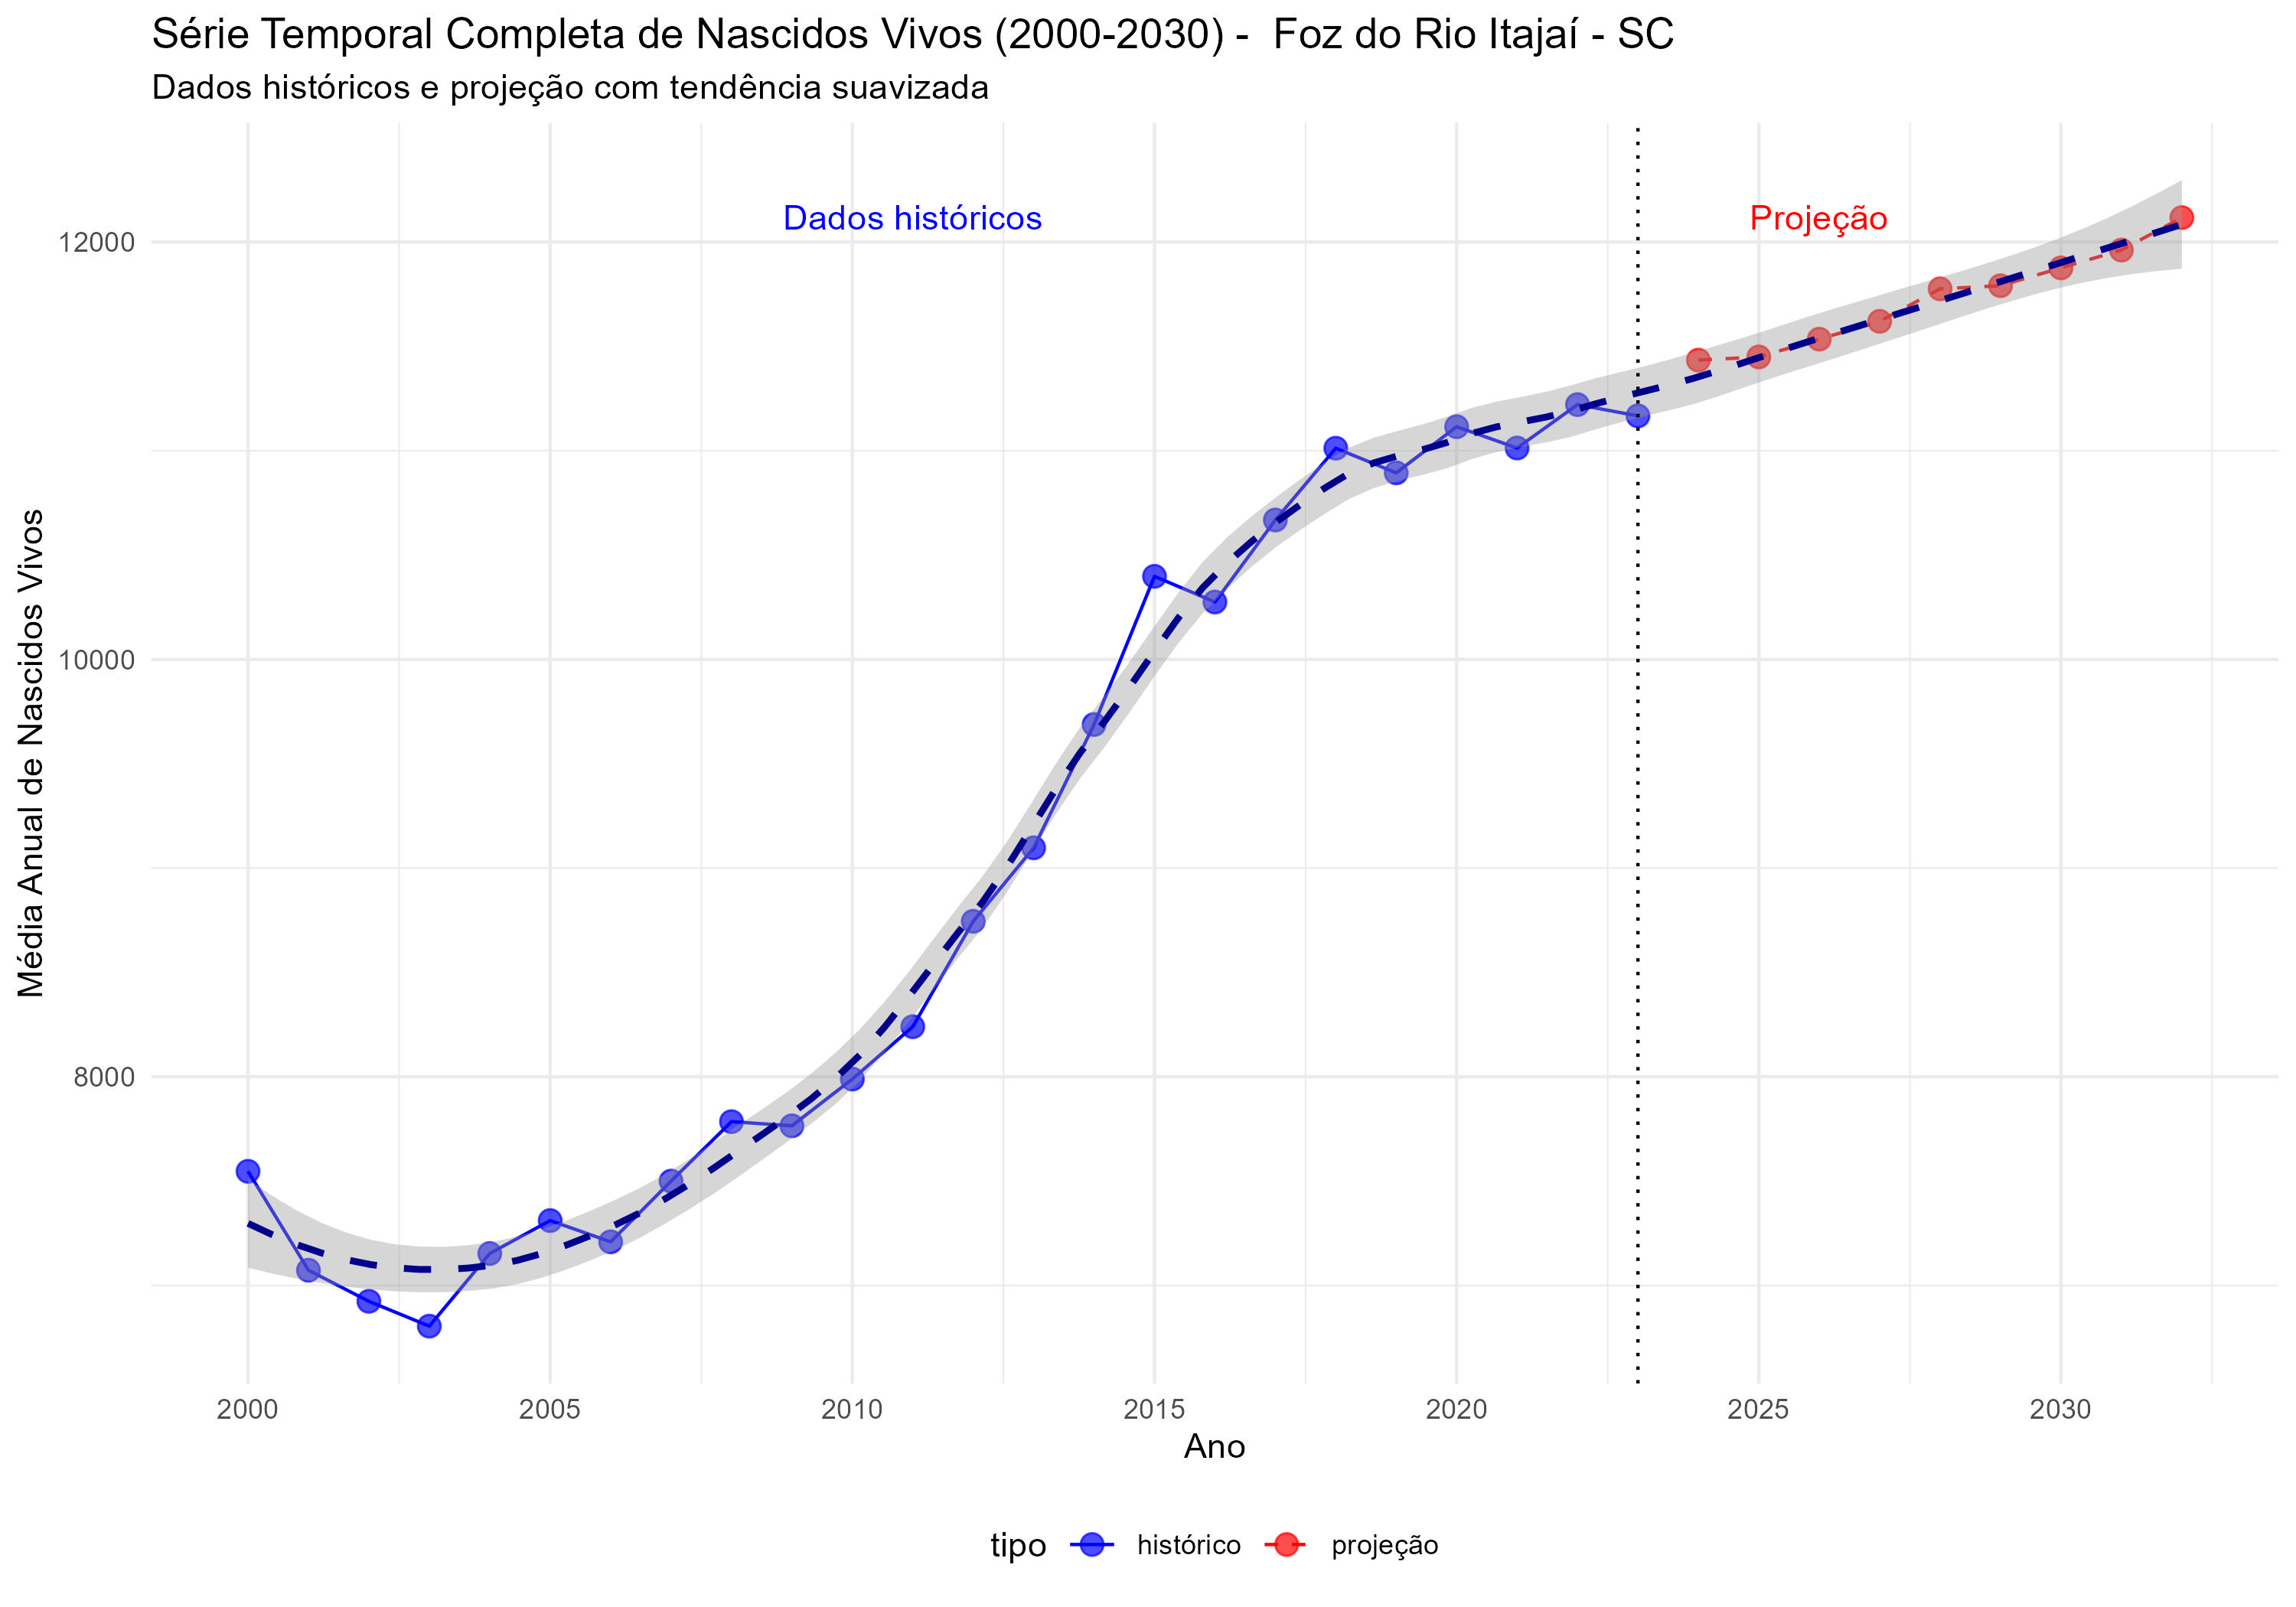 Série Temporal Completa de Nascidos Vivos (2000-2030) -  Foz do Rio Itajaí - SC
Dados históricos e projeção com tendência suavizada
Dados históricos
Projeção
12000
10000
8000
Média Anual de Nascidos Vivos
2000
2005
2010
2015
2020
2025
2030
Ano
tipo
histórico
projeção